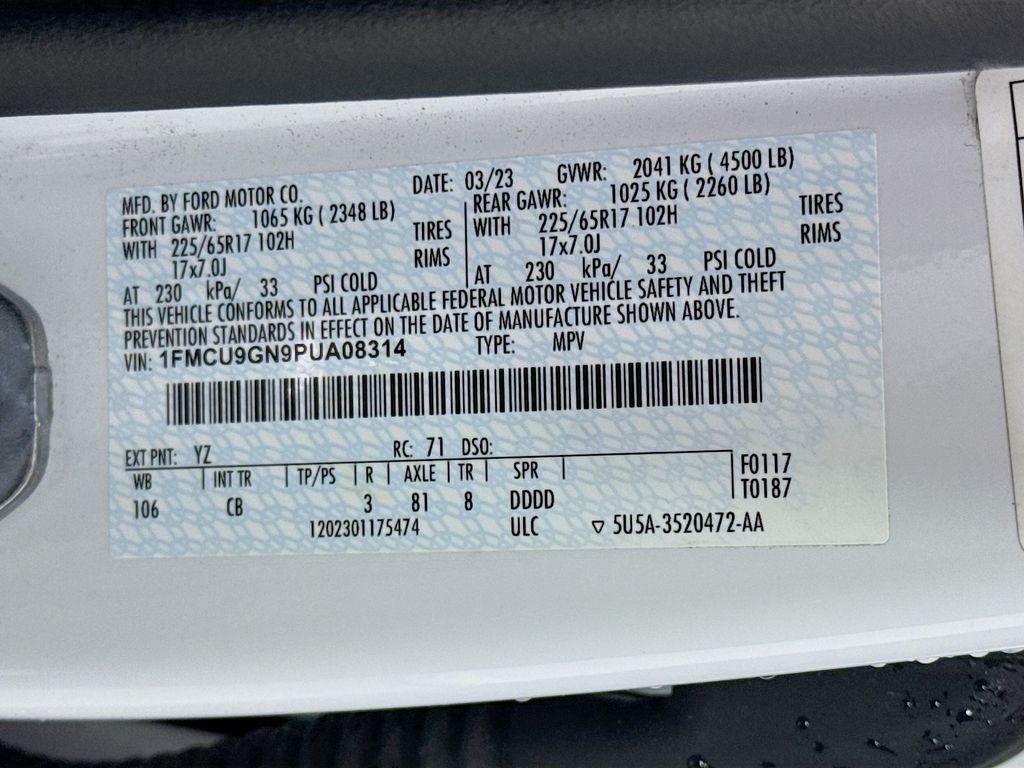 MFD. BY FORD MOTOR CO. DATE: 03/23 GVWR: 2041 KG ( 4500 LB)
FRONT GAWR: 1065 KG ( 2348 LB) REAR GAWR: 1025 KG ( 2260 LB)
WITH 225/65R17 102H TIRES WITH 225/65R17 102H TIRES
17x7.0J RIMS 17x7.0J RIMS
AT 230 kPa/ 33 PSI COLD AT 230 kPa/ 33 PSI COLD
THIS VEHICLE CONFORMS TO ALL APPLICABLE FEDERAL MOTOR VEHICLE SAFETY AND THEFT
PREVENTION STANDARDS IN EFFECT ON THE DATE OF MANUFACTURE SHOWN ABOVE.
VIN: 1FMCU9GN9PUA08314 TYPE: MPV
EXT PNT: YZ RC: 71 DSO:
WB INT TR TP/PS R AXLE TR SPR F0117
106 CB 3 81 8 DDDD T0187
1202301175474 ULC ▽ 5U5A-3520472-AA